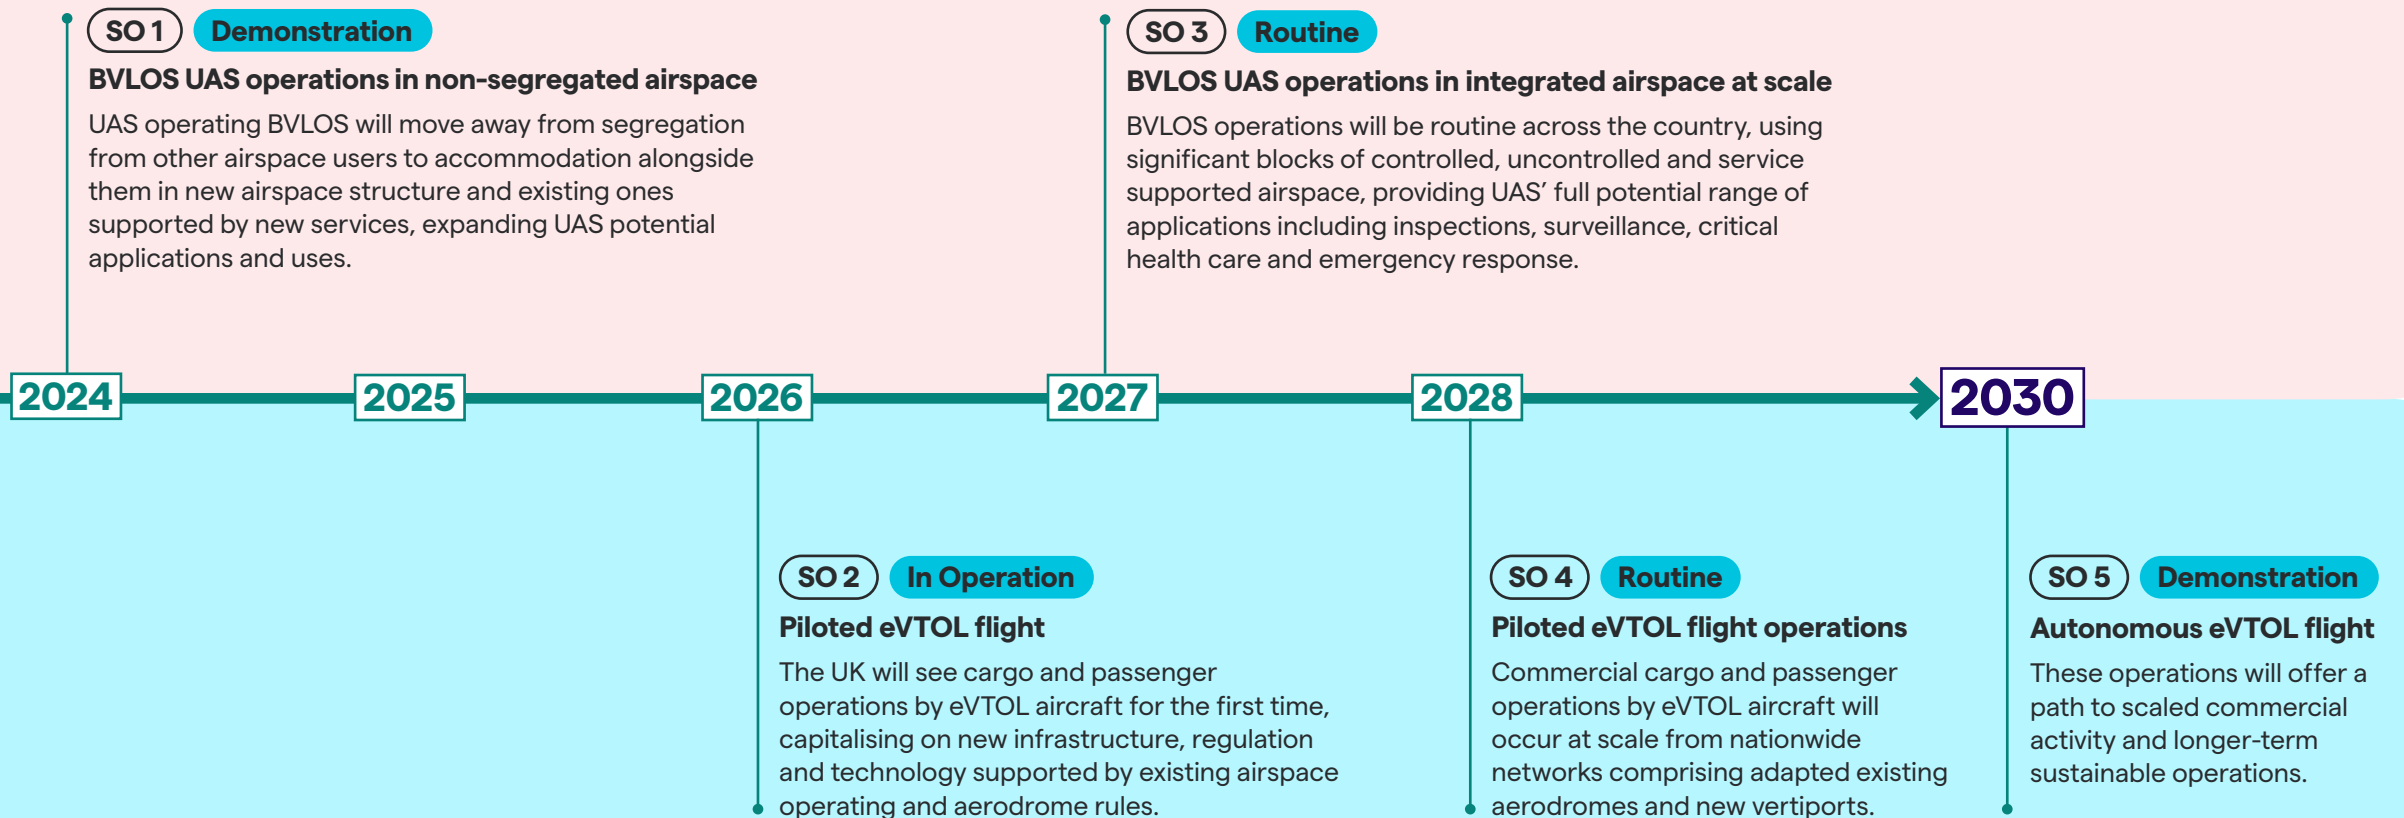 SO 1 Demonstration
BVLOS UAS operations in non-segregated airspace
UAS operating BVLOS will move away from segregation
from other airspace users to accommodation alongside
them in new airspace structure and existing ones
supported by new services, expanding UAS potential
applications and uses.
SO 3 Routine
BVLOS UAS operations in integrated airspace at scale
BVLOS operations will be routine across the country, using
significant blocks of controlled, uncontrolled and service
supported airspace, providing UAS’ full potential range of
applications including inspections, surveillance, critical
health care and emergency response.
2024 2025 2026 2027 2028 2030
SO 2 In Operation
Piloted eVTOL flight
The UK will see cargo and passenger
operations by eVTOL aircraft for the first time,
capitalising on new infrastructure, regulation
and technology supported by existing airspace
operating and aerodrome rules.
SO 4 Routine
Piloted eVTOL flight operations
Commercial cargo and passenger
operations by eVTOL aircraft will
occur at scale from nationwide
networks comprising adapted existing
aerodromes and new vertiports.
SO 5 Demonstration
Autonomous eVTOL flight
These operations will offer a
path to scaled commercial
activity and longer-term
sustainable operations.